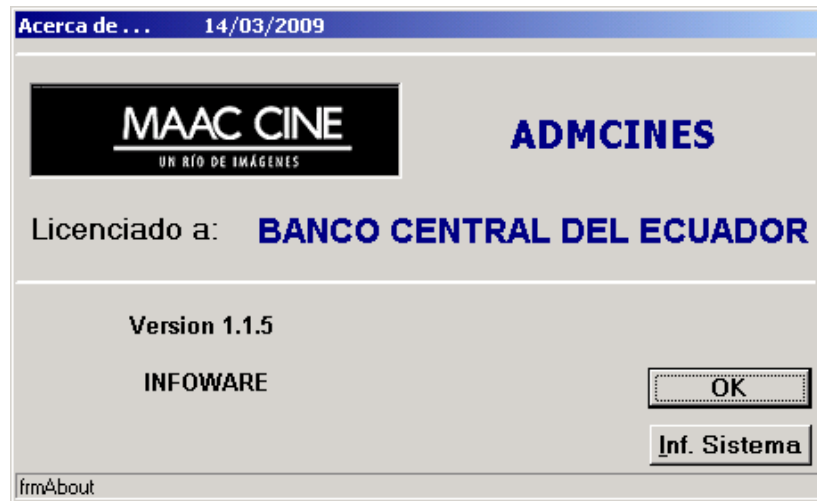 Acerca de . . . 14/03/2009
MAAC CINE
UN RÍO DE IMÁGENES
ADMCINES
Licenciado a: BANCO CENTRAL DEL ECUADOR
Version 1.1.5
INFOWARE
OK
Inf. Sistema
frmAbout